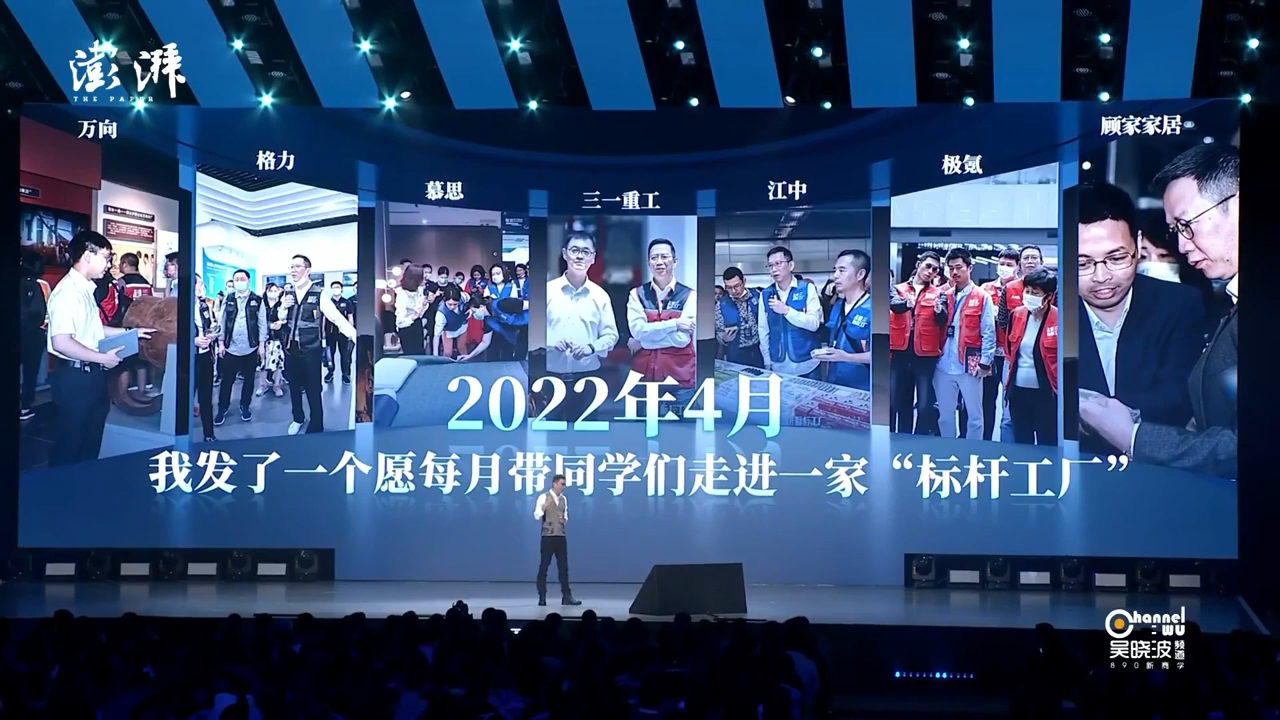 澎湃
THE PAPER
万向
格力
慕思
三一重工
江中
极氪
顾家家居
2022年4月
我发了一个愿每月带同学们走进一家“标杆工厂”
Channel
:WU
吴晓波频道
890新商学